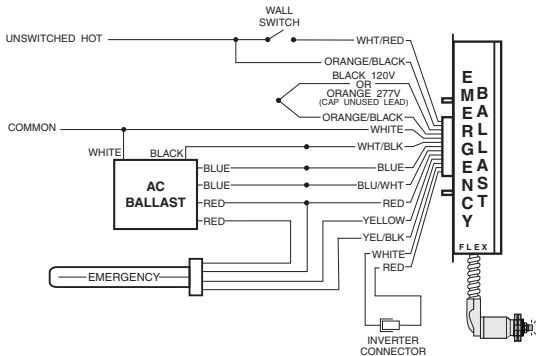 WALL
SWITCH
UNSWITCHED HOT
WHT/RED
ORANGE/BLACK
BLACK 120V
OR
ORANGE 277V
(CAP UNUSED LEAD)
ORANGE/BLACK
COMMON
WHITE
WHITE
BLACK
WHT/BLK
BLUE
BLUE
BLUE
BLU/WHT
RED
RED
RED
YELLOW
YEL/BLK
WHITE
RED
AC
BALLAST
EMERGENCY
INVERTER
CONNECTOR
EMERGENCY
BALLAST
FLEX